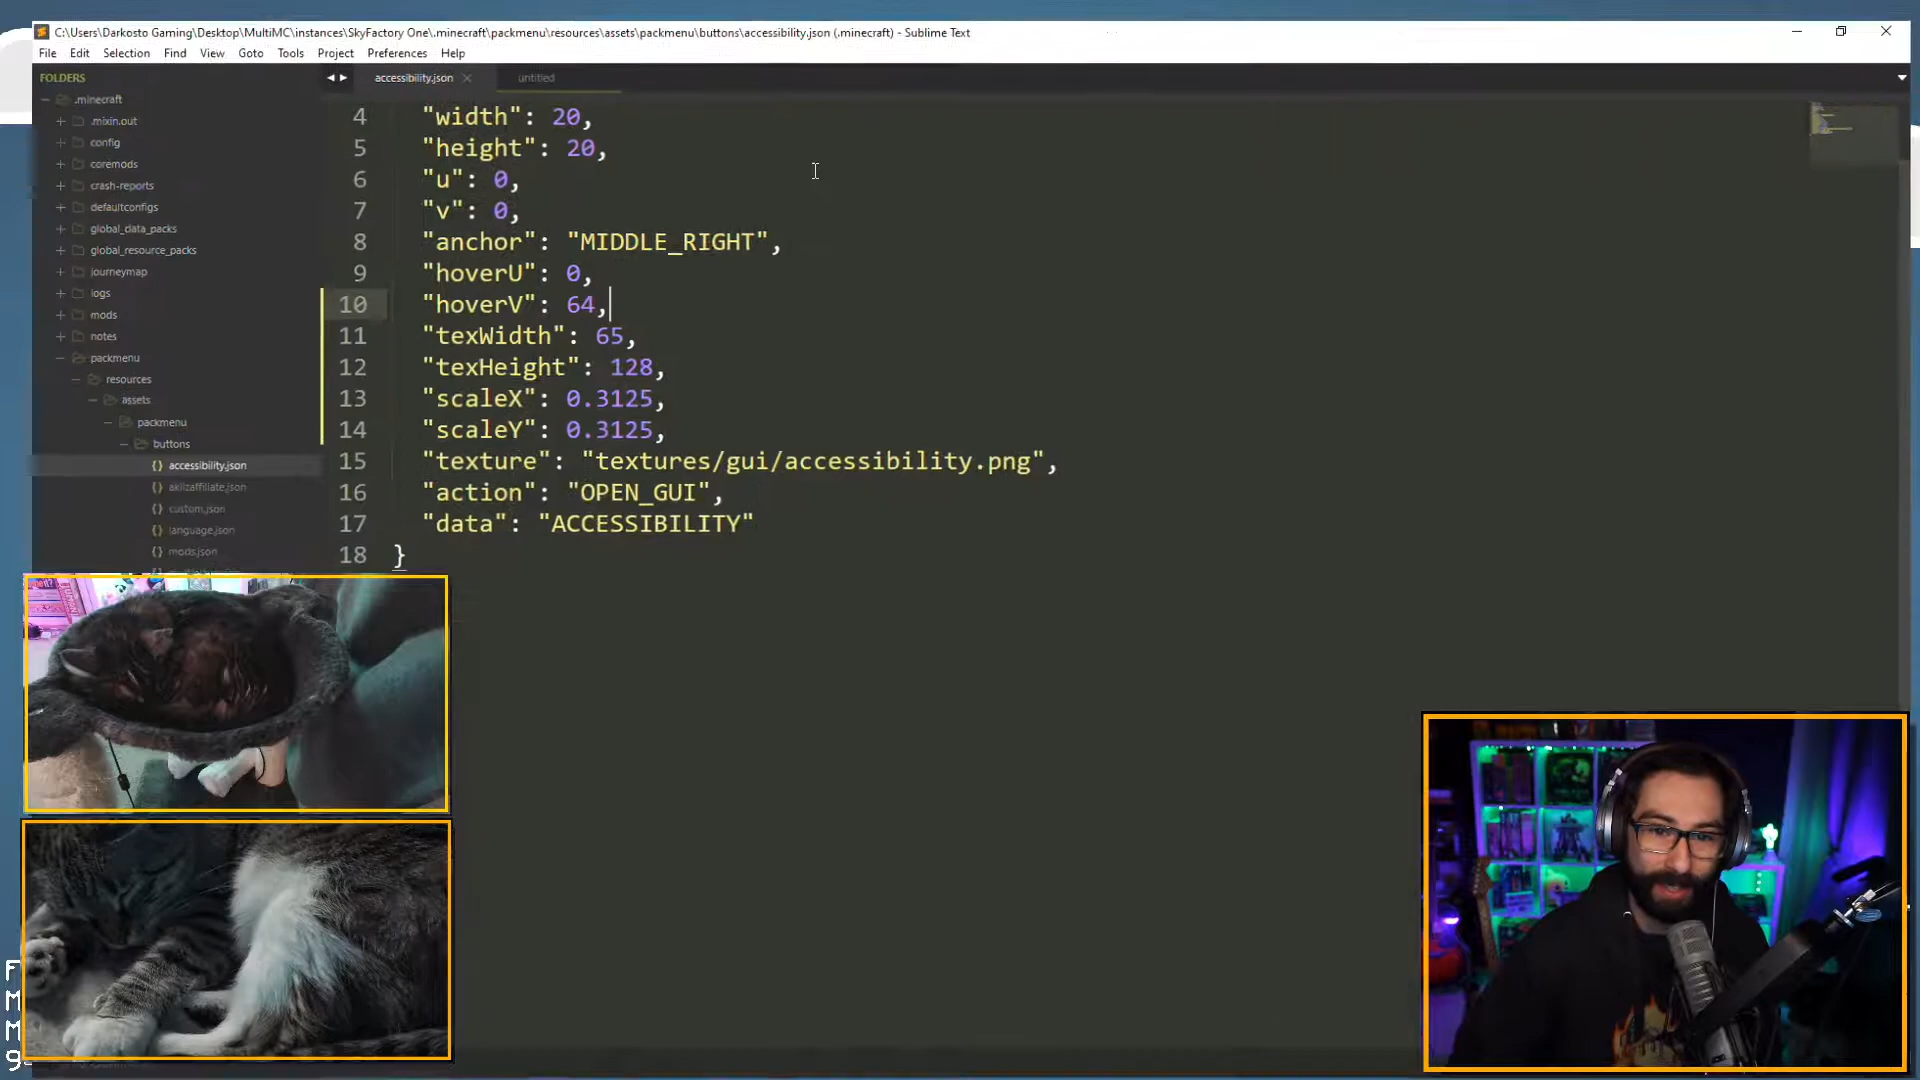 C:\Users\Darkosto Gaming\Desktop\MultiMC\instances\SkyFactory One\.minecraft\packmenu\resources\assets\packmenu\buttons\accessibility.json (.minecraft) - Sublime Text
File Edit Selection Find View Goto Tools Project Preferences Help
FOLDERS
.minecraft
.mixin.out
config
coremods
crash-reports
defaultconfigs
global_data_packs
global_resource_packs
journeymap
logs
mods
notes
packmenu
resources
assets
packmenu
buttons
accessibility.json
aklizaffiliate.json
custom.json
language.json
mods.json
accessibility.json untitled
4 "width": 20,
5 "height": 20,
6 "u": 0,
7 "v": 0,
8 "anchor": "MIDDLE_RIGHT",
9 "hoverU": 0,
10 "hoverV": 64,
11 "texWidth": 65,
12 "texHeight": 128,
13 "scaleX": 0.3125,
14 "scaleY": 0.3125,
15 "texture": "textures/gui/accessibility.png",
16 "action": "OPEN_GUI",
17 "data": "ACCESSIBILITY"
18 }